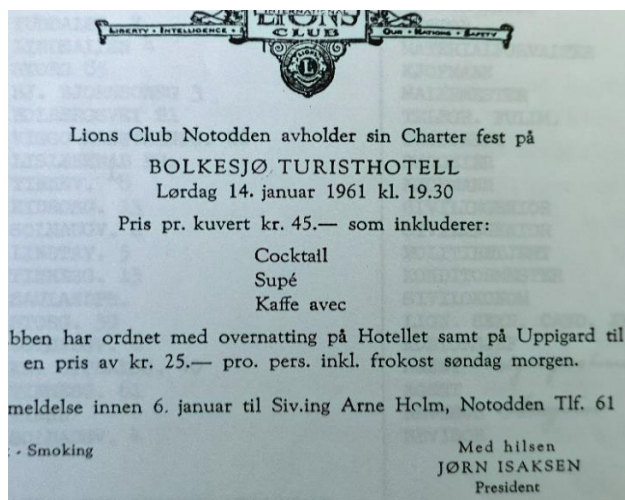 INTERNATIONAL
LIONS
CLUB
LIBERTY • INTELLIGENCE • OUR • NATIONS • SAFETY
L
Lions Club Notodden avholder sin Charter fest på
BOLKESJØ TURISTHOTELL
Lørdag 14. januar 1961 kl. 19.30
Pris pr. kuvert kr. 45.— som inkluderer:
Cocktail
Supé
Kaffe avec
bben har ordnet med overnatting på Hotellet samt på Uppigard til
en pris av kr. 25.— pro. pers. inkl. frokost søndag morgen.
meldelse innen 6. januar til Siv.ing Arne Holm, Notodden Tlf. 61
- Smoking
Med hilsen
JØRN ISAKSEN
President